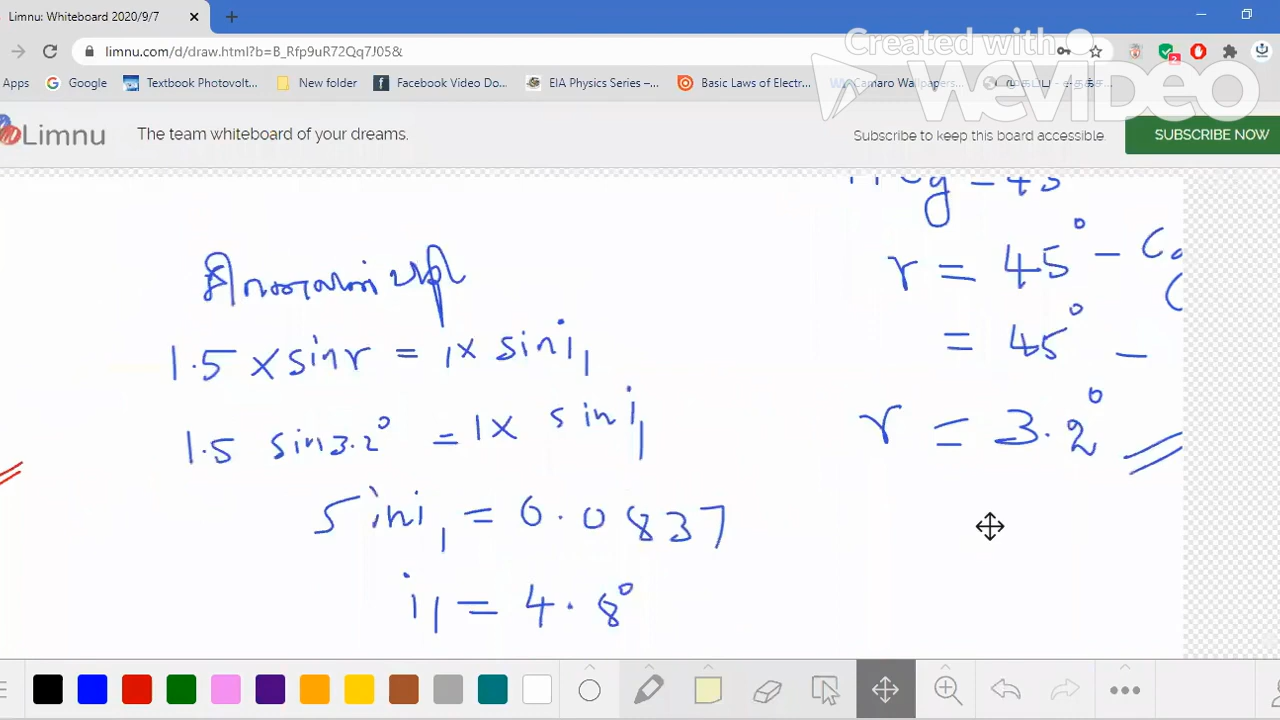 Limnu: Whiteboard 2020/9/7
limnu.com/d/draw.html?b=B_Rfp9uR72Qq7J05&
Created with
WEVIDEO
Apps Google Textbook Photogr... New folder Facebook Video Do... EIA Physics Series –... Basic Laws of Electr... Camaro Wallpapers...
Limnu The team whiteboard of your dreams. Subscribe to keep this board accessible. SUBSCRIBE NOW
r = 45° −
= 45° −
r = 3.2°
1.5 × sin r = 1× sin i₁
1.5 sin 3.2° = 1× sin i₁
sin i₁ = 0.0837
i₁ = 4.8°